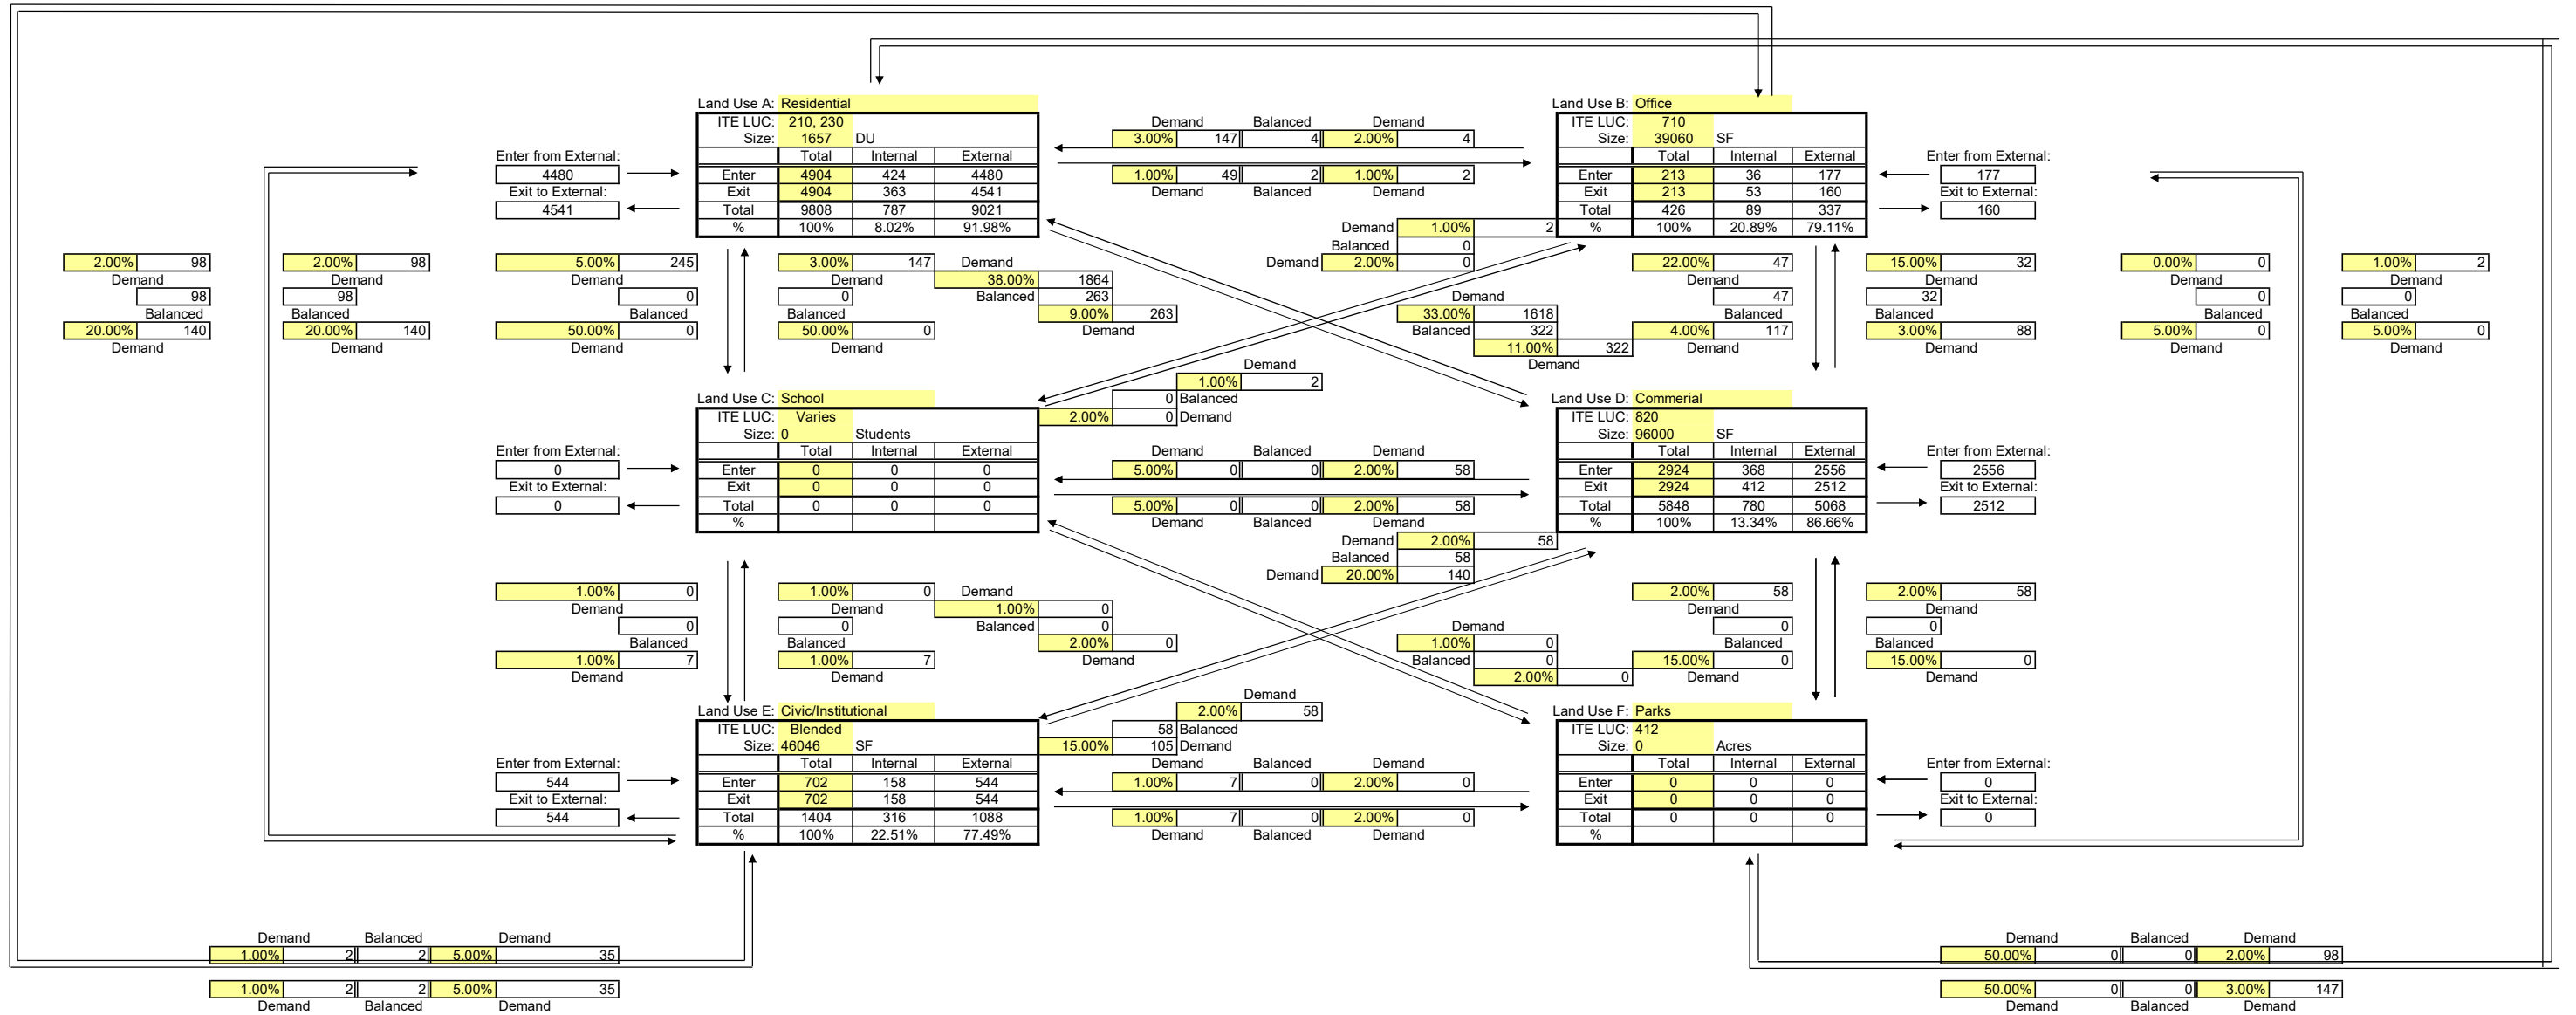 Land Use A: Residential
Land Use B: Office
ITE LUC: 210, 230
Demand Balanced Demand
ITE LUC: 710
Size: 1657 DU
3.00% 147 4 2.00% 4
Size: 39060 SF
Enter from External:
Total Internal External
Total Internal External
Enter from External:
4480
Enter 4904 424 4480
1.00% 49 2 1.00% 2
Enter 213 36 177
177
Exit to External:
Exit 4904 363 4541
Demand Balanced Demand
Exit 213 53 160
Exit to External:
4541
Total 9808 787 9021
Total 426 89 337
160
% 100% 8.02% 91.98%
Demand 1.00% 2
% 100% 20.89% 79.11%
Balanced 0
2.00% 98
2.00% 98
5.00% 245
3.00% 147
Demand
Demand 2.00% 0
22.00% 47
15.00% 32
0.00% 0
1.00% 2
Demand Demand Demand Demand
38.00% 1864
Demand Demand Demand Demand
98
98
0
0
Balanced 263
Demand
47
32
0
0
Balanced Balanced Balanced Balanced
9.00% 263
33.00% 1618
Balanced Balanced Balanced Balanced
20.00% 140
20.00% 140
50.00% 0
50.00% 0
Demand
Balanced 322
4.00% 117
3.00% 88
5.00% 0
5.00% 0
Demand Demand Demand Demand
11.00% 322
Demand Demand Demand Demand
Demand
Demand
1.00% 2
Land Use C: School
0 Balanced
Land Use D: Commerial
ITE LUC: Varies
2.00% 0 Demand
ITE LUC: 820
Size: 0 Students
Size: 96000 SF
Enter from External:
Total Internal External
Demand Balanced Demand
Total Internal External
Enter from External:
0
Enter 0 0 0
5.00% 0 0 2.00% 58
Enter 2924 368 2556
2556
Exit to External:
Exit 0 0 0
Exit 2924 412 2512
Exit to External:
0
Total 0 0 0
5.00% 0 0 2.00% 58
Total 5848 780 5068
2512
%
Demand Balanced Demand
% 100% 13.34% 86.66%
Demand 2.00% 58
Balanced 58
Demand 20.00% 140
1.00% 0
1.00% 0
Demand
2.00% 58
2.00% 58
Demand Demand
1.00% 0
Demand Demand
0
0
Balanced 0
Demand
0
0
Balanced Balanced
2.00% 0
1.00% 0
Balanced Balanced
1.00% 7
1.00% 7
Demand
Balanced 0
15.00% 0
15.00% 0
Demand Demand
2.00% 0
Demand Demand
Demand
Land Use E: Civic/Institutional
2.00% 58
Land Use F: Parks
ITE LUC: Blended
58 Balanced
ITE LUC: 412
Size: 46046 SF
15.00% 105 Demand
Size: 0 Acres
Enter from External:
Total Internal External
Demand Balanced Demand
Total Internal External
Enter from External:
544
Enter 702 158 544
1.00% 7 0 2.00% 0
Enter 0 0 0
0
Exit to External:
Exit 702 158 544
Exit 0 0 0
Exit to External:
544
Total 1404 316 1088
1.00% 7 0 2.00% 0
Total 0 0 0
0
% 100% 22.51% 77.49%
Demand Balanced Demand
%
Demand Balanced Demand
Demand Balanced Demand
1.00% 2 2 5.00% 35
50.00% 0 0 2.00% 98
1.00% 2 2 5.00% 35
50.00% 0 0 3.00% 147
Demand Balanced Demand
Demand Balanced Demand